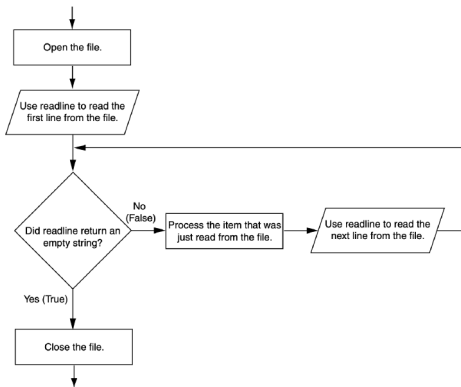 Open the file.
Use readline to read the
first line from the file.
Did readline return an
empty string?
No
(False)
Process the item that was
just read from the file.
Use readline to read the
next line from the file.
Yes (True)
Close the file.